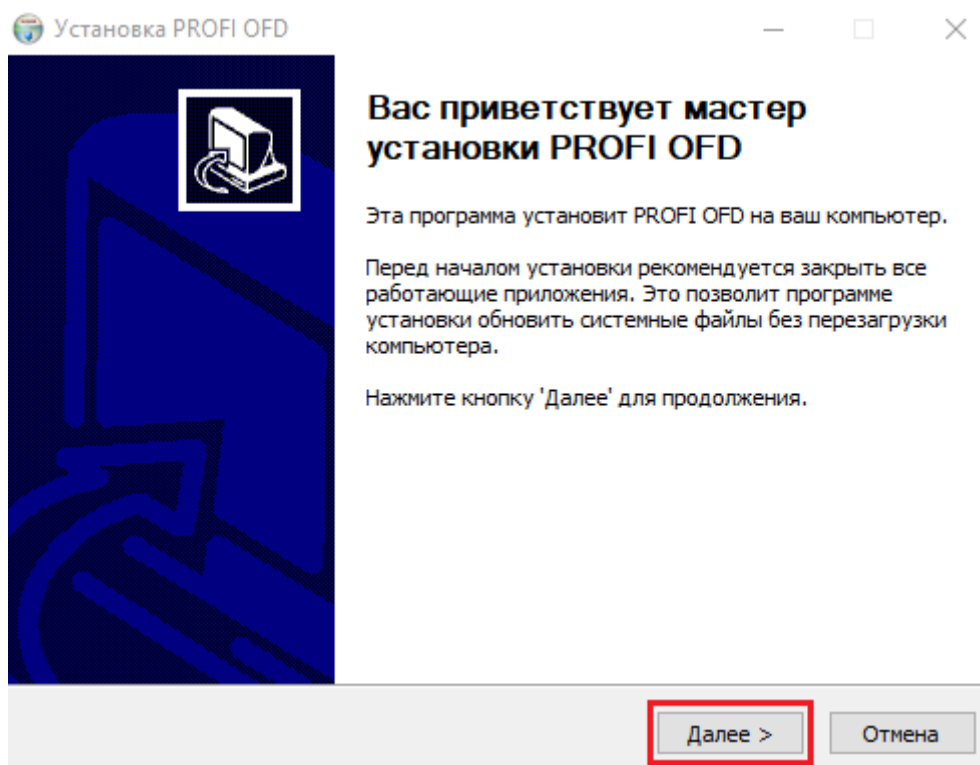 Установка PROFI OFD
Вас приветствует мастер
установки PROFI OFD
Эта программа установит PROFI OFD на ваш компьютер.
Перед началом установки рекомендуется закрыть все
работающие приложения. Это позволит программе
установки обновить системные файлы без перезагрузки
компьютера.
Нажмите кнопку 'Далее' для продолжения.
Далее >
Отмена